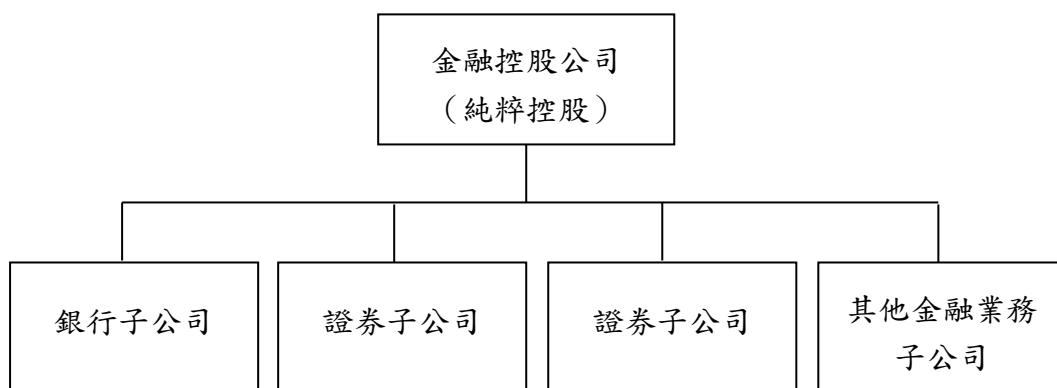 金融控股公司
（純粹控股）
銀行子公司
證券子公司
證券子公司
其他金融業務
子公司